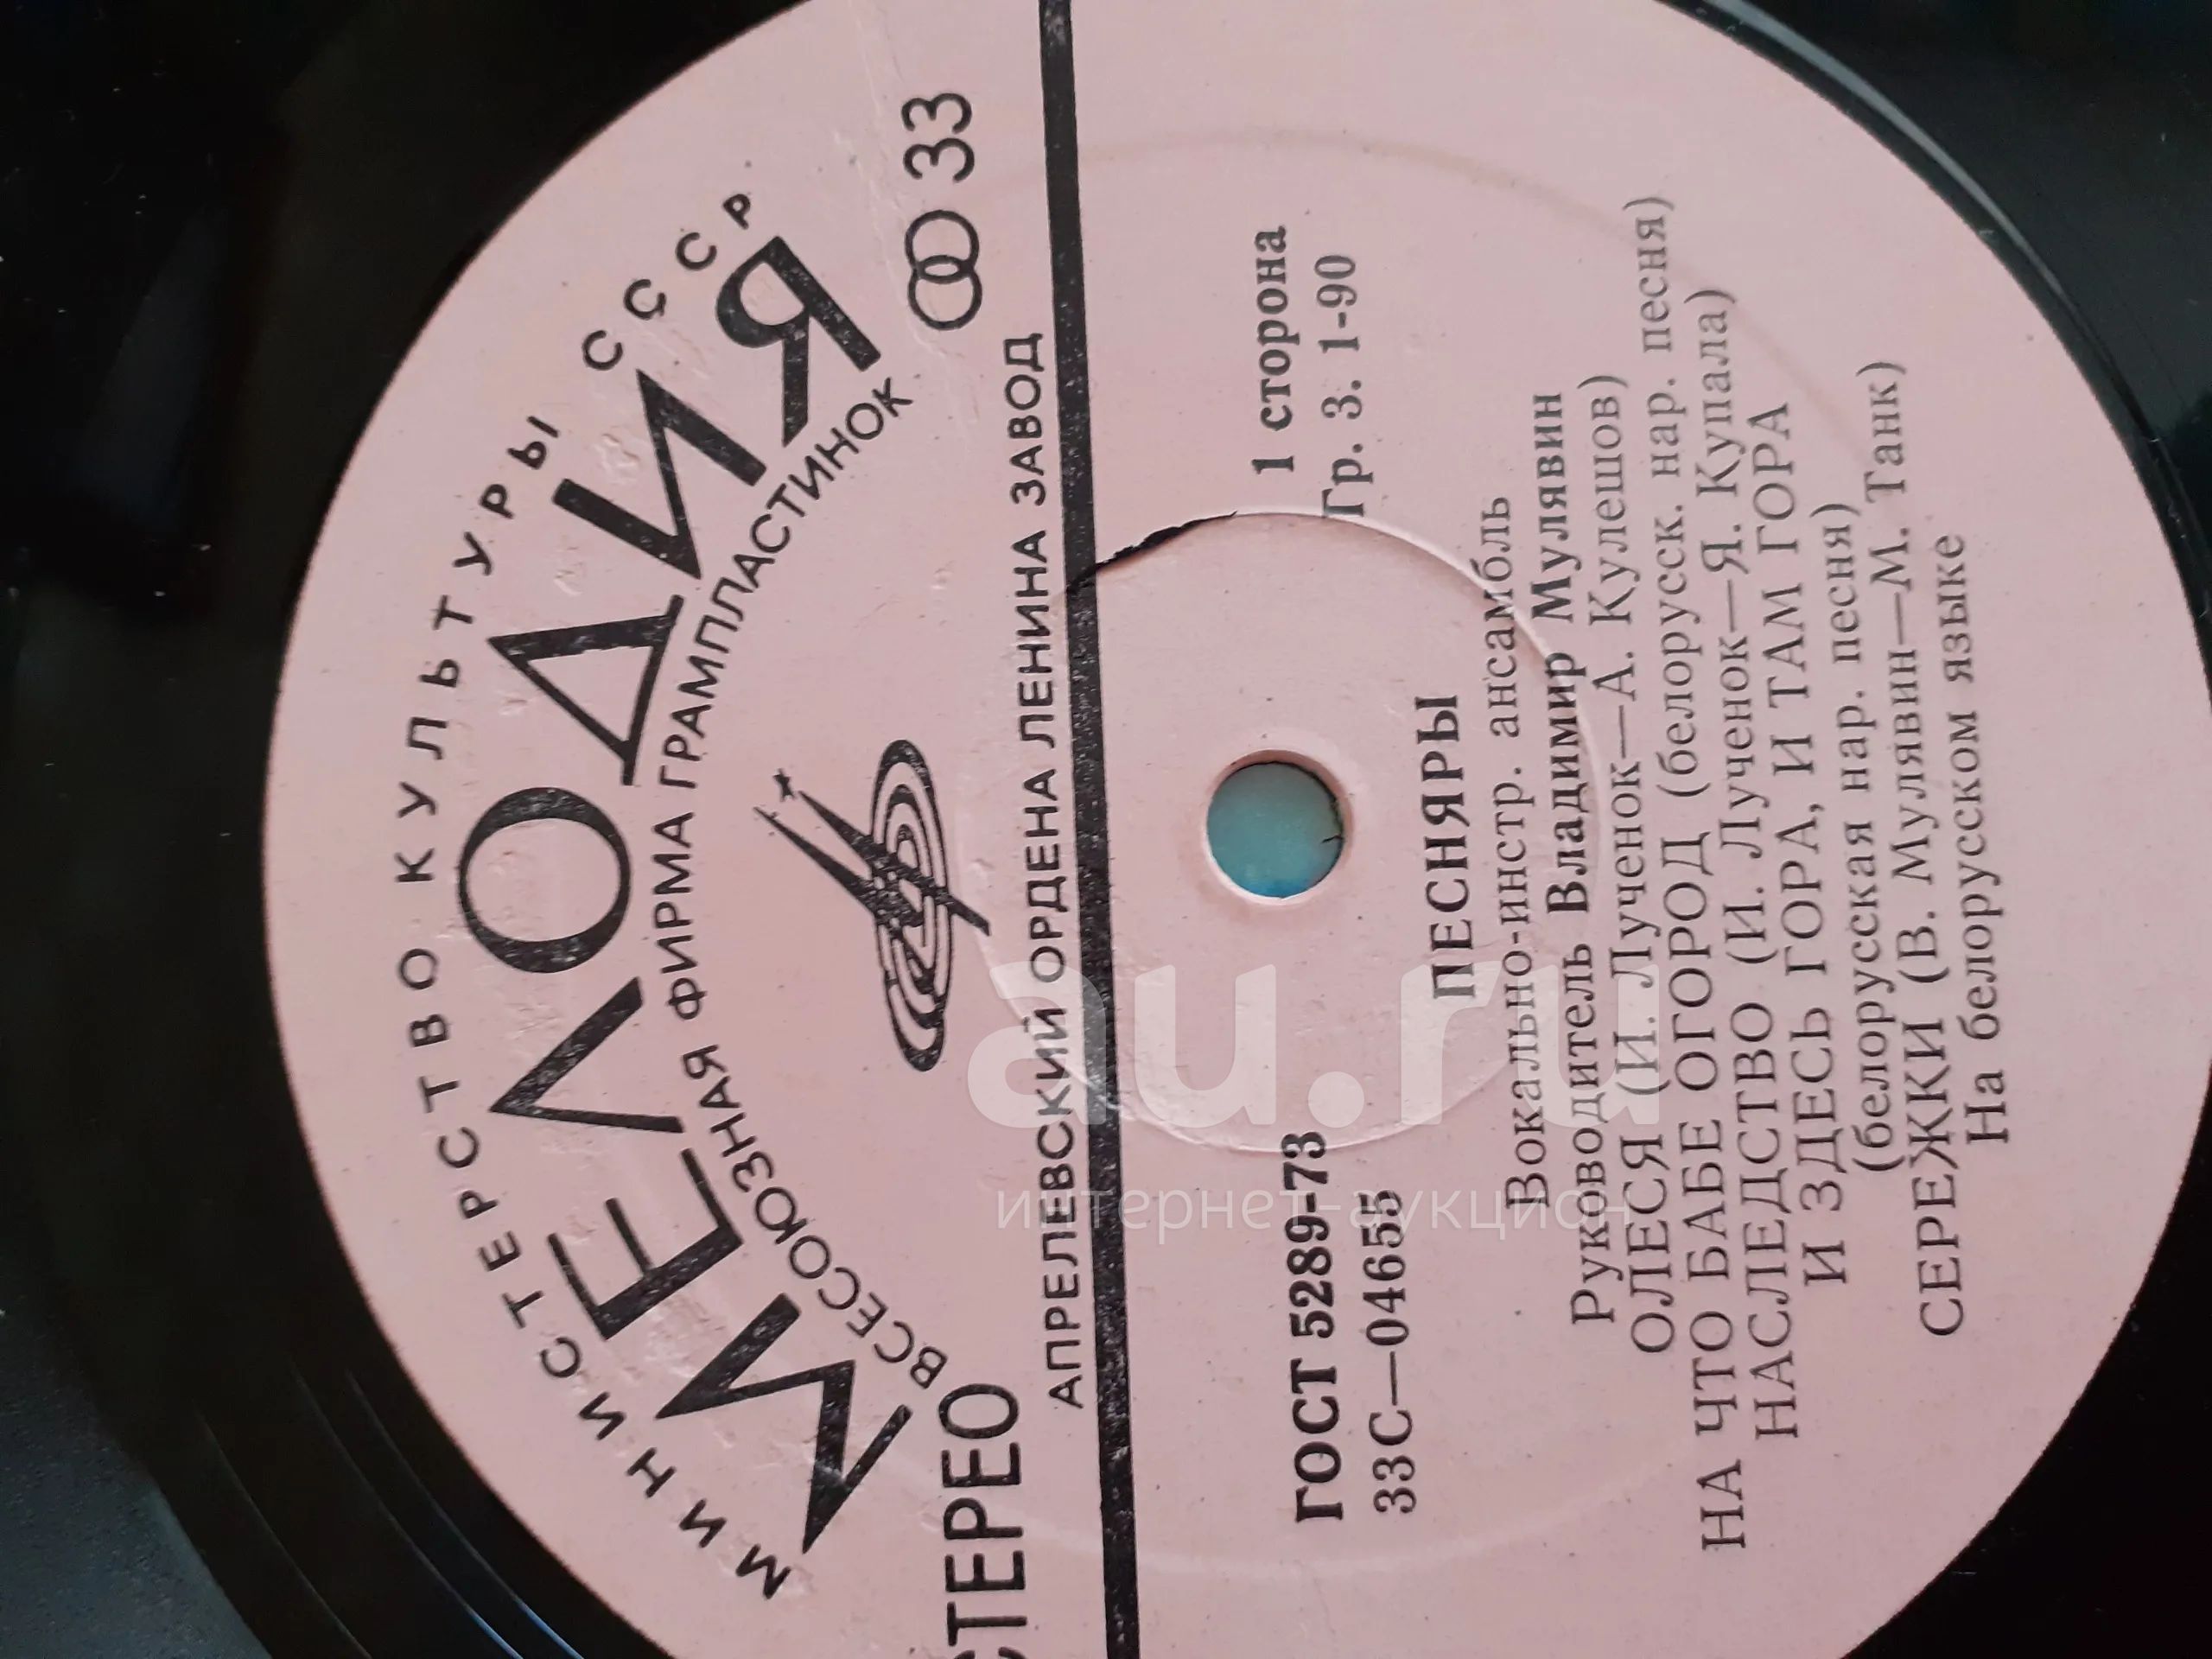 МИНИСТЕРСТВО КУЛЬТУРЫ СССР
МЕЛОДИЯ
ВСЕСОЮЗНАЯ ФИРМА ГРАМПЛАСТИНОК
СТЕРЕО
33
АПРЕЛЕВСКИЙ ОРДЕНА ЛЕНИНА ЗАВОД
ГОСТ 5289-73
1 сторона
33С—04655
Гр. 3. 1-90
ПЕСНЯРЫ
Вокально-инстр. ансамбль
Руководитель Владимир Мулявин
ОЛЕСЯ (И. Лученок—А. Кулешов)
НА ЧТО БАБЕ ОГОРОД (белорусск. нар. песня)
НАСЛЕДСТВО (И. Лученок—Я. Купала)
И ЗДЕСЬ ГОРА, И ТАМ ГОРА
(белорусская нар. песня)
СЕРЕЖКИ (В. Мулявин—М. Танк)
На белорусском языке
au.ru
интернет-аукцион